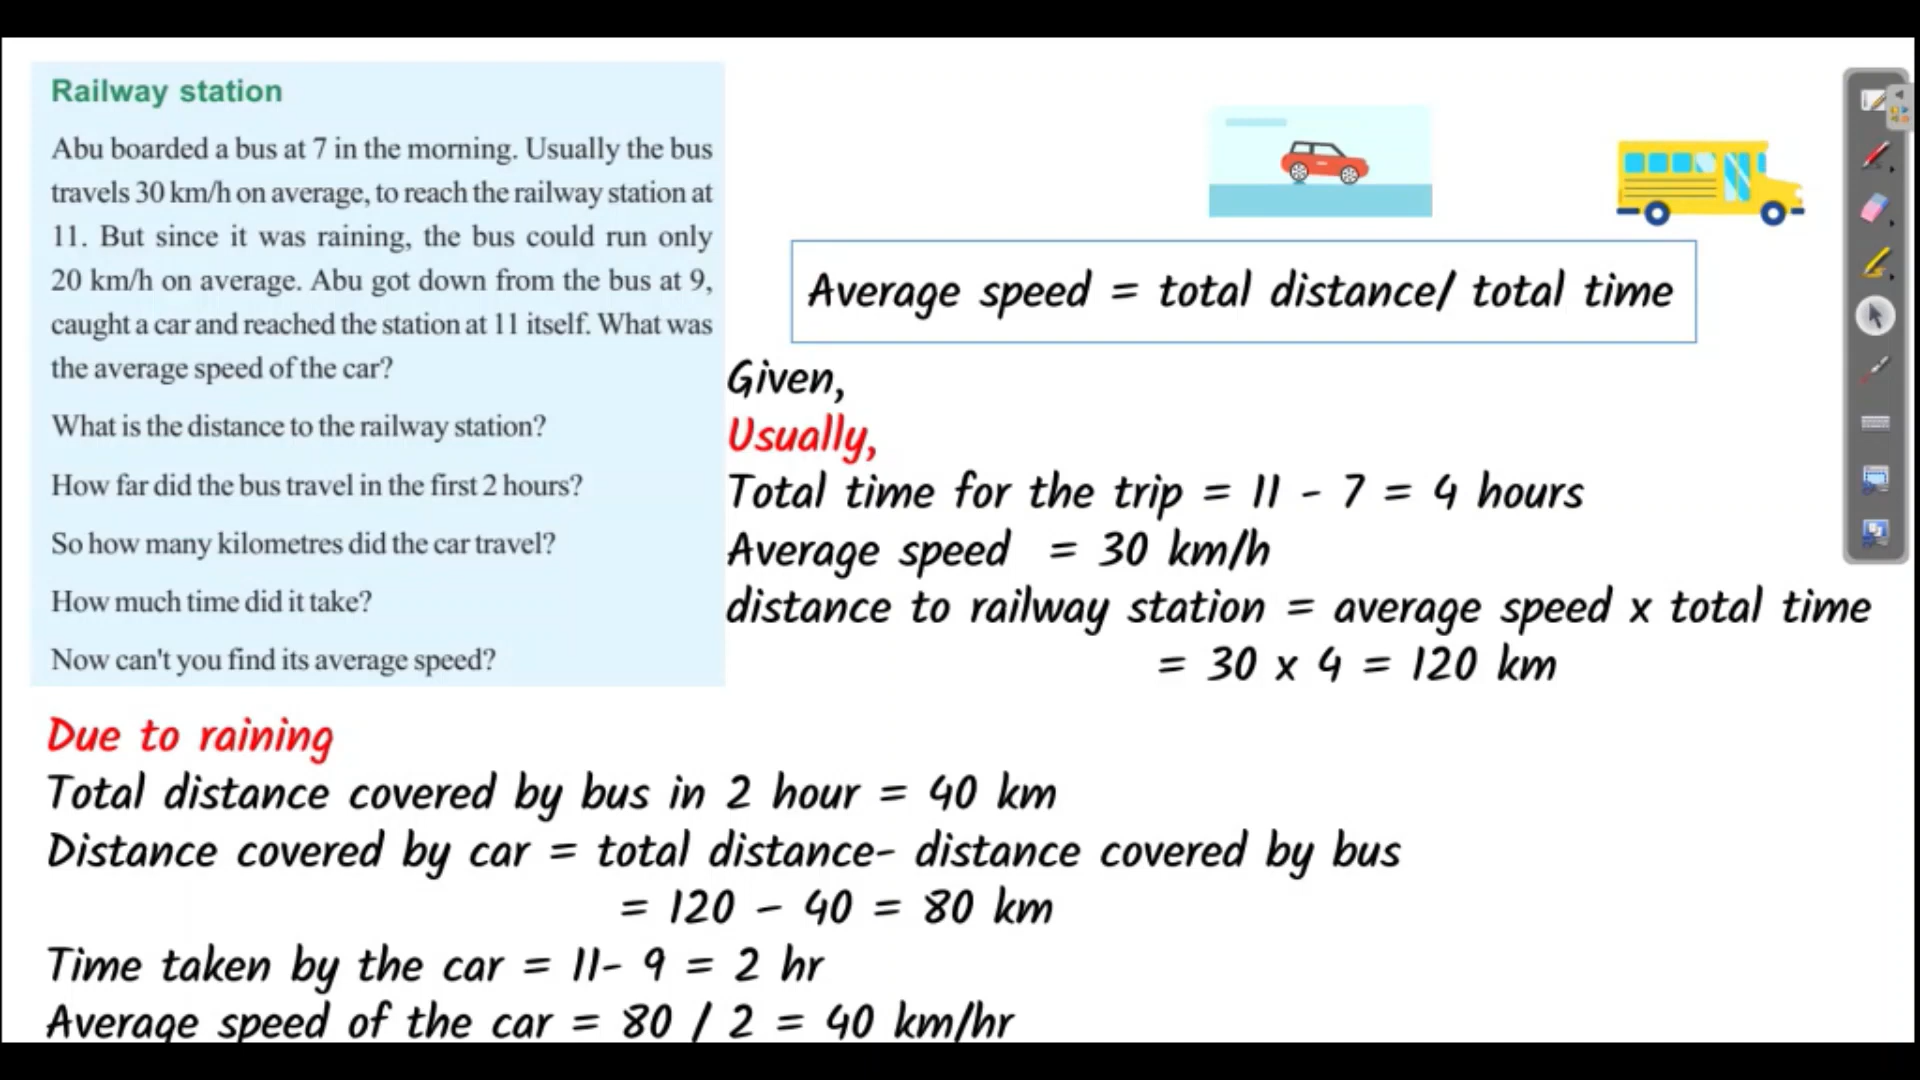 Railway station
Abu boarded a bus at 7 in the morning. Usually the bus
travels 30 km/h on average, to reach the railway station at
11. But since it was raining, the bus could run only
20 km/h on average. Abu got down from the bus at 9,
caught a car and reached the station at 11 itself. What was
the average speed of the car?
What is the distance to the railway station?
How far did the bus travel in the first 2 hours?
So how many kilometres did the car travel?
How much time did it take?
Now can't you find its average speed?
Average speed = total distance/ total time
Given,
Usually,
Total time for the trip = 11 - 7 = 4 hours
Average speed = 30 km/h
distance to railway station = average speed x total time
= 30 x 4 = 120 km
Due to raining
Total distance covered by bus in 2 hour = 40 km
Distance covered by car = total distance- distance covered by bus
= 120 – 40 = 80 km
Time taken by the car = 11- 9 = 2 hr
Average speed of the car = 80 / 2 = 40 km/hr